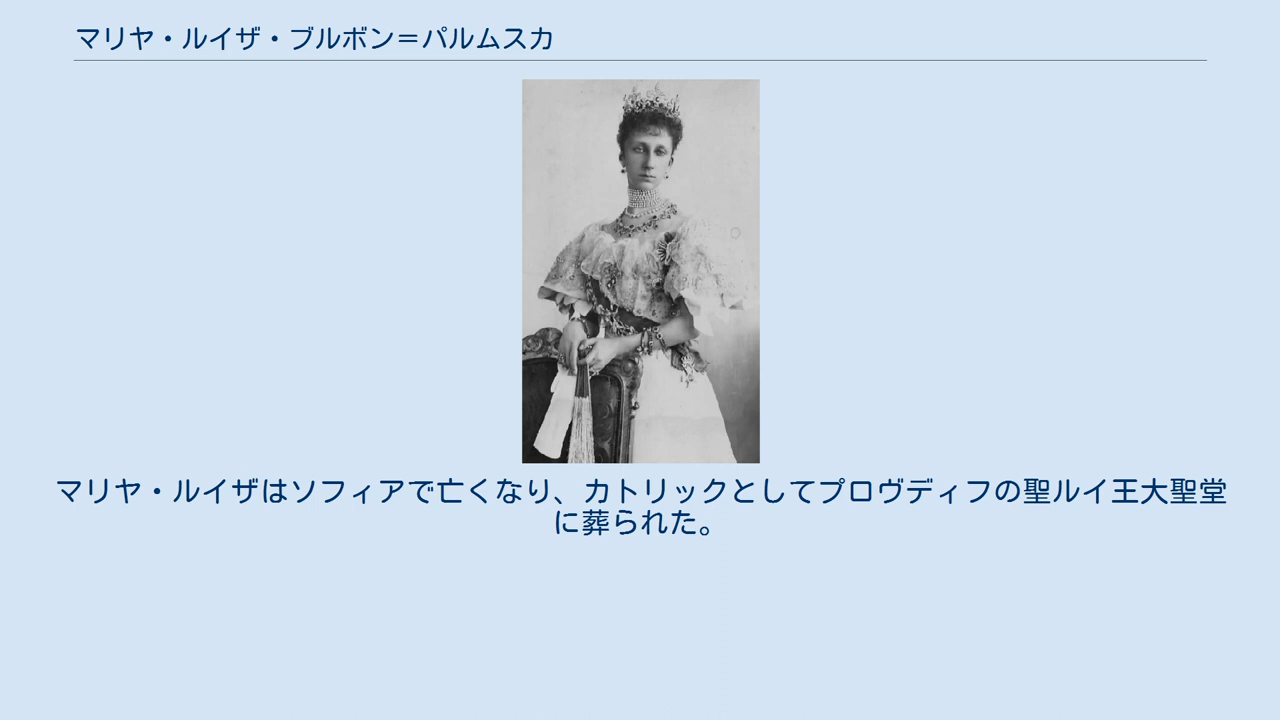 マリヤ・ルイザ・ブルボン＝パルムスカ
マリヤ・ルイザはソフィアで亡くなり、カトリックとしてプロヴディフの聖ルイ王大聖堂
に葬られた。